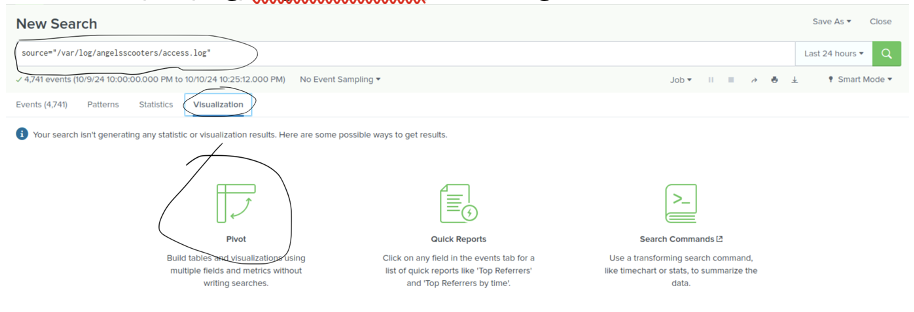 New Search
Save As ▾ Close
source="/var/log/angelsscooters/access.log"
Last 24 hours ▾
✓ 4,741 events (10/9/24 10:00:00.000 PM to 10/10/24 10:25:12.000 PM) No Event Sampling ▾
Job ▾
Smart Mode ▾
Events (4,741) Patterns Statistics Visualization
Your search isn't generating any statistic or visualization results. Here are some possible ways to get results.
Pivot
Build tables and visualizations using
multiple fields and metrics without
writing searches.
Quick Reports
Click on any field in the events tab for a
list of quick reports like 'Top Referrers'
and 'Top Referrers by time'.
Search Commands
Use a transforming search command,
like timechart or stats, to summarize the
data.